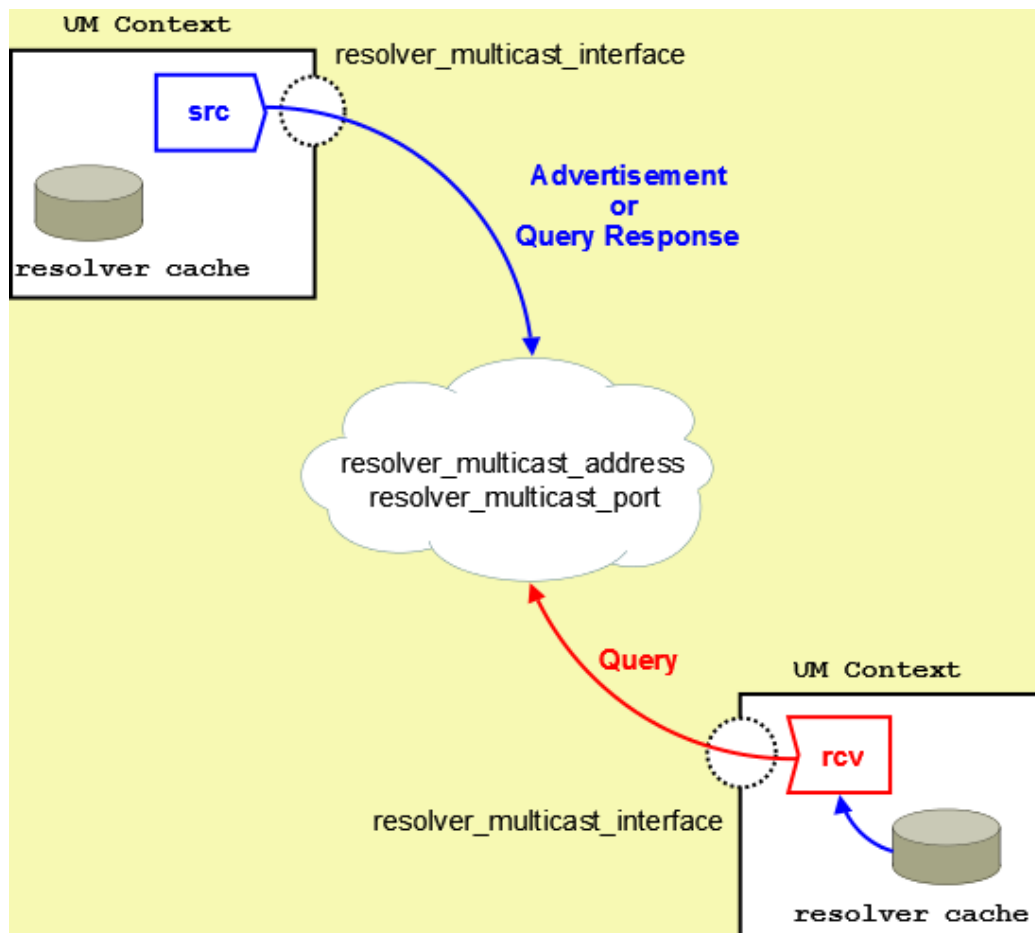 UM Context
resolver_multicast_interface
src
Advertisement
or
Query Response
resolver cache
resolver_multicast_address
resolver_multicast_port
Query
UM Context
rcv
resolver_multicast_interface
resolver cache